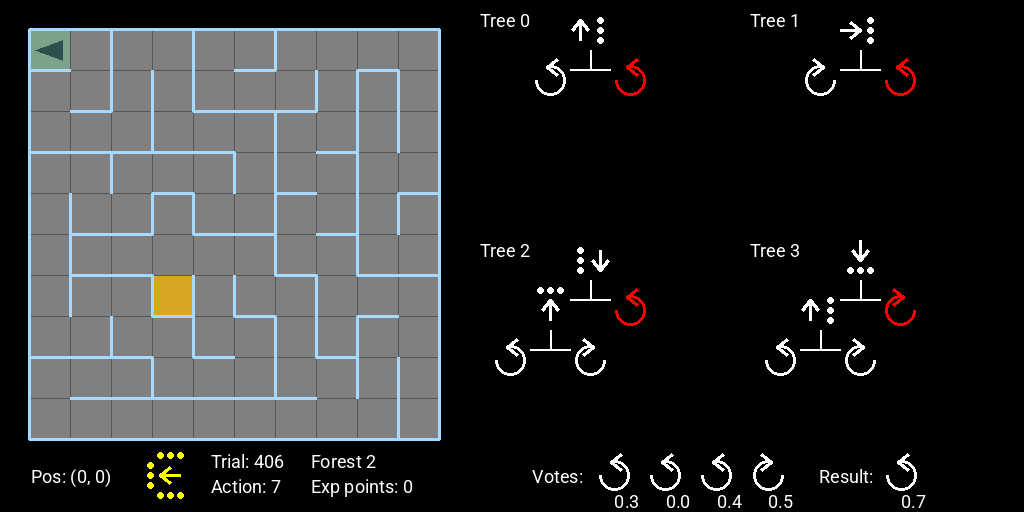 Tree 0
Tree 1
Tree 2
Tree 3
Pos: (0, 0)
Trial: 406
Forest 2
Action: 7
Exp points: 0
Votes:
0.3
0.0
0.4
0.5
Result:
0.7